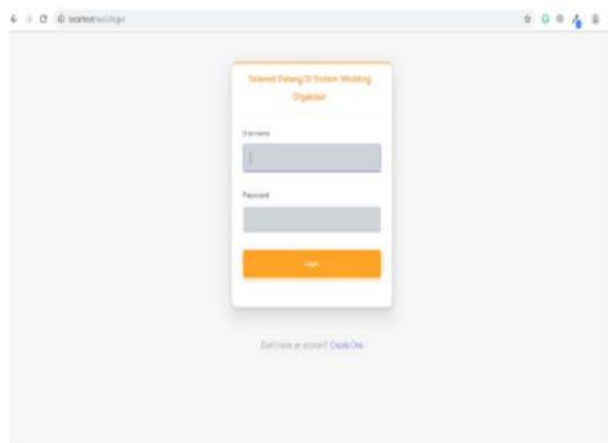 Selamat Datang Di Sistem Wedding
Organizer
Username
Password
Login
Don't have an account? Create One